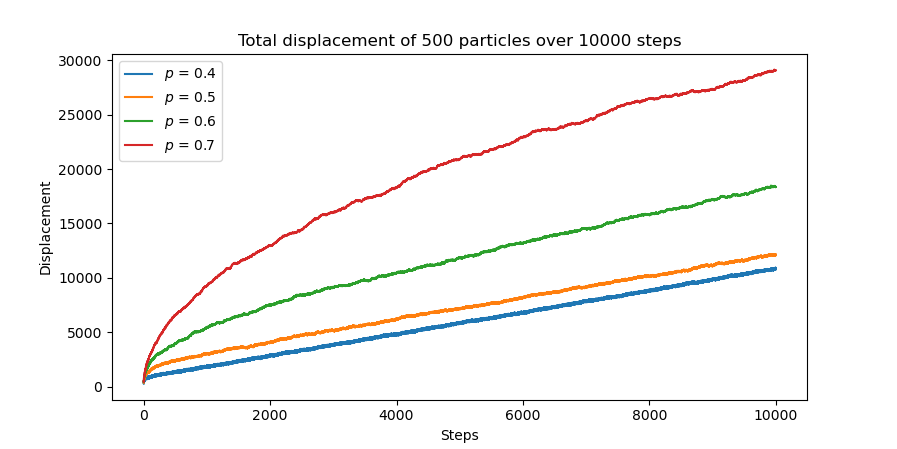 Total displacement of 500 particles over 10000 steps
30000
25000
20000
15000
10000
5000
0
Displacement
p = 0.4
p = 0.5
p = 0.6
p = 0.7
0 2000 4000 6000 8000 10000
Steps